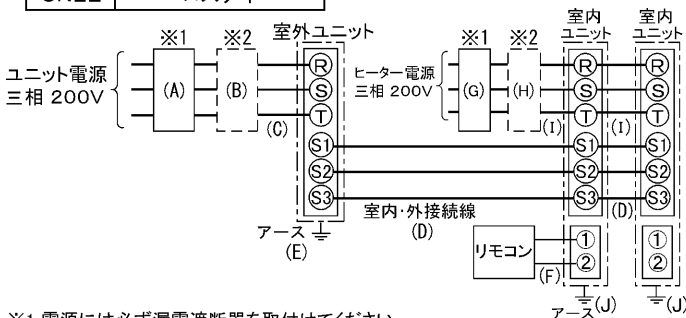 室外ユニット
室内
ユニット
室内
ユニット
※1
※2
※1
※2
ユニット電源
三相 200V
(A)
(B)
(C)
R
S
T
S1
S2
S3
ヒーター電源
三相 200V
(G)
(H)
(I)
(I)
R
S
T
S1
S2
S3
R
S
T
S1
S2
S3
室内・外接続線
(D)
(D)
アース
(E)
リモコン
(F)
1
2
1
2
アース
(J)
(J)
※1 電源には必ず漏電遮断器を取付けてください